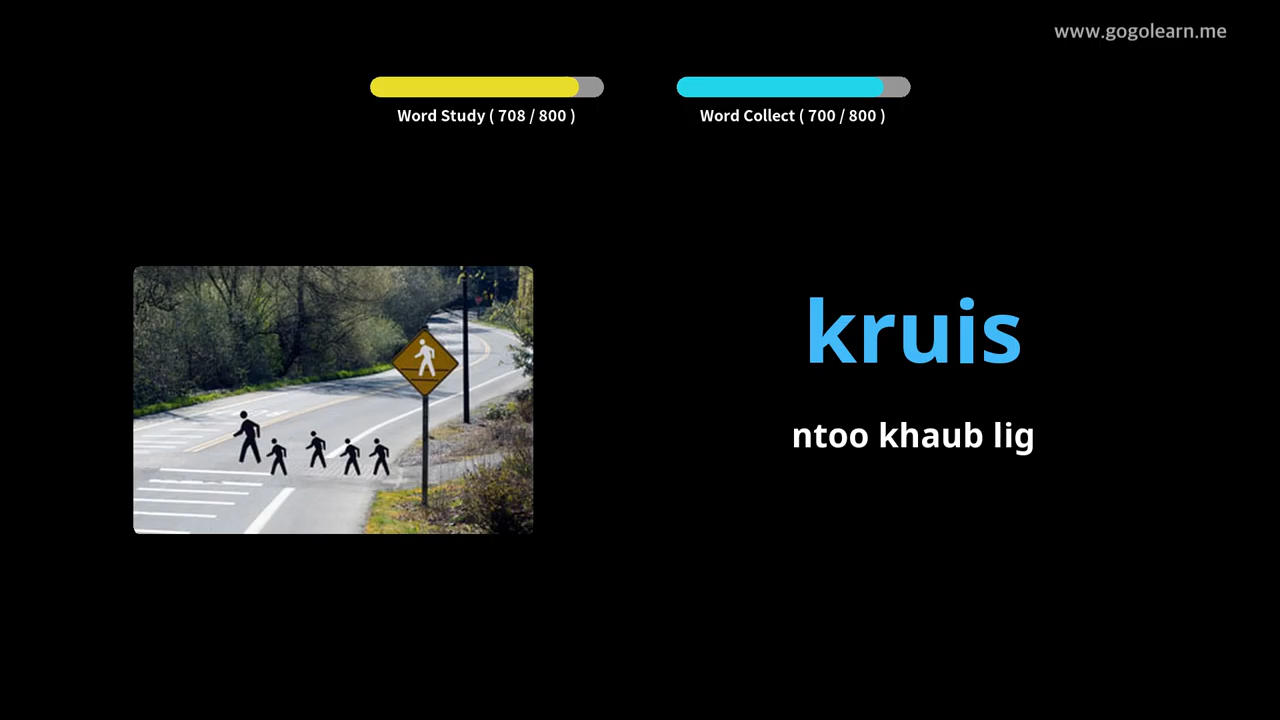 www.gogolearn.me
Word Study ( 708 / 800 )
Word Collect ( 700 / 800 )
kruis
ntoo khaub lig